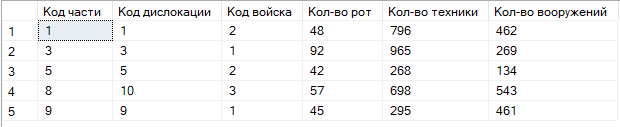 Код части Код дислокации Код войска Кол-во рот Кол-во техники Кол-во вооружений
1 1 1 2 48 796 462
2 3 3 1 92 965 269
3 5 5 2 42 268 134
4 8 10 3 57 698 543
5 9 9 1 45 295 461